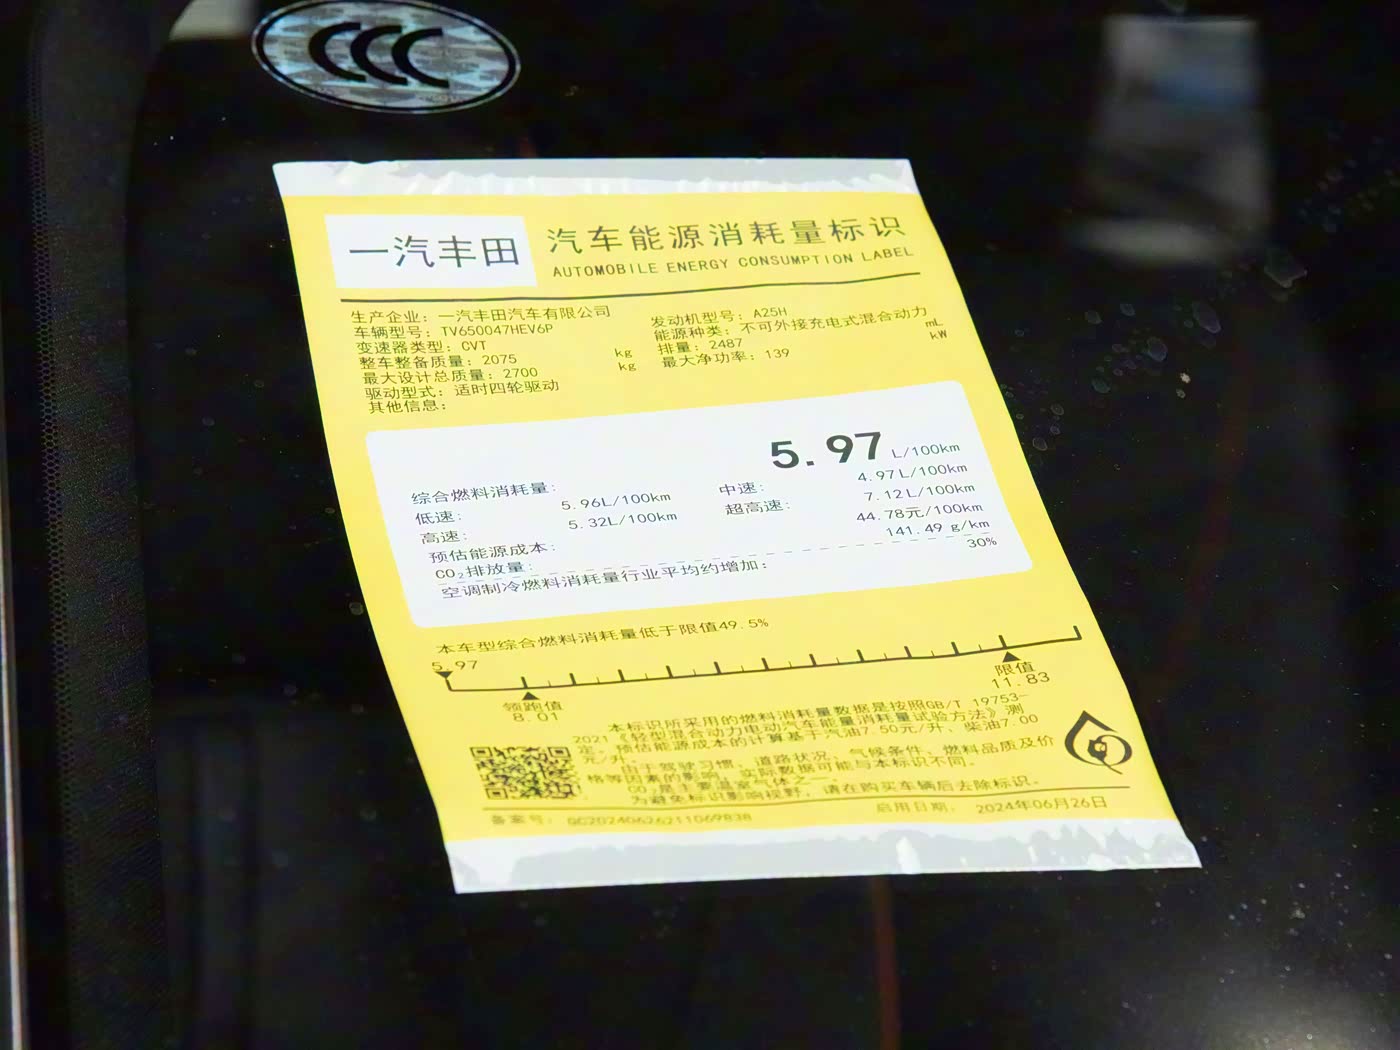 CCC
一汽丰田
汽车能源消耗量标识
AUTOMOBILE ENERGY CONSUMPTION LABEL
生产企业：一汽丰田汽车有限公司
车辆型号：TV650047HEV6P
变速器类型：CVT
整车整备质量：2075 kg
最大设计总质量：2700 kg
驱动型式：适时四轮驱动
其他信息：
发动机型号：A25H
能源种类：不可外接充电式混合动力
排量：2487 mL
最大净功率：139 kW
综合燃料消耗量： 5.97 L/100km
低速： 5.96L/100km 中速： 4.97L/100km
高速： 5.32L/100km 超高速： 7.12L/100km
预估能源成本： 44.78元/100km
CO₂排放量： 141.49 g/km
空调制冷燃料消耗量行业平均约增加： 30%
本车型综合燃料消耗量低于限值49.5%
5.97
领跑值
8.01
限值
11.83
本标识所采用的燃料消耗量数据是按照GB/T 19753-
2021《轻型混合动力电动汽车能量消耗量试验方法》测
定。预估能源成本的计算基于汽油7.50元/升、柴油7.00
元/升。
由于驾驶习惯、道路状况、气候条件、燃料品质及价
格等因素的影响，实际数据可能与本标识不同。
CO₂是主要温室气体之一。
为避免标识影响视野，请在购买车辆后去除标识。
备案号： QC20240626211069838
启用日期： 2024年06月26日